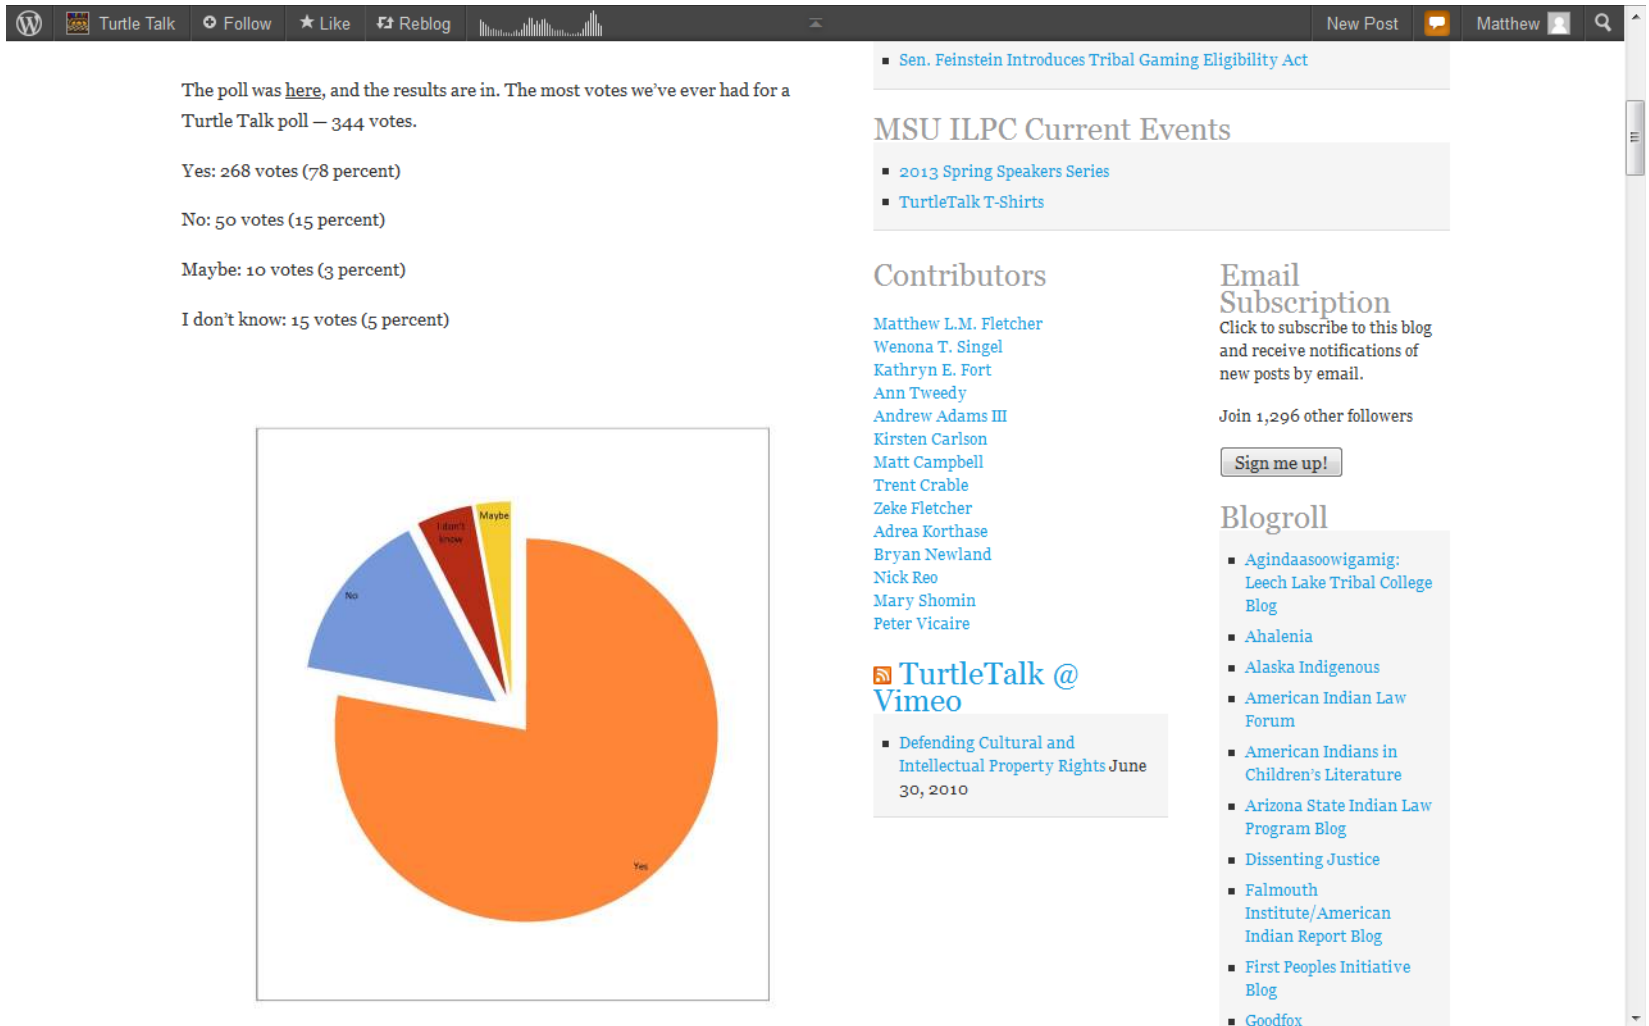 Turtle Talk Follow Like Reblog New Post Matthew
The poll was here, and the results are in. The most votes we've ever had for a
Turtle Talk poll — 344 votes.
Yes: 268 votes (78 percent)
No: 50 votes (15 percent)
Maybe: 10 votes (3 percent)
I don't know: 15 votes (5 percent)
Maybe
I don't
know
No
Yes
Sen. Feinstein Introduces Tribal Gaming Eligibility Act
MSU ILPC Current Events
2013 Spring Speakers Series
TurtleTalk T-Shirts
Contributors
Matthew L.M. Fletcher
Wenona T. Singel
Kathryn E. Fort
Ann Tweedy
Andrew Adams III
Kirsten Carlson
Matt Campbell
Trent Crable
Zeke Fletcher
Adrea Korthase
Bryan Newland
Nick Reo
Mary Shomin
Peter Vicaire
TurtleTalk @
Vimeo
Defending Cultural and
Intellectual Property Rights June
30, 2010
Email
Subscription
Click to subscribe to this blog
and receive notifications of
new posts by email.
Join 1,296 other followers
Sign me up!
Blogroll
Agindaasoowigamig:
Leech Lake Tribal College
Blog
Ahalenia
Alaska Indigenous
American Indian Law
Forum
American Indians in
Children's Literature
Arizona State Indian Law
Program Blog
Dissenting Justice
Falmouth
Institute/American
Indian Report Blog
First Peoples Initiative
Blog
Goodfox